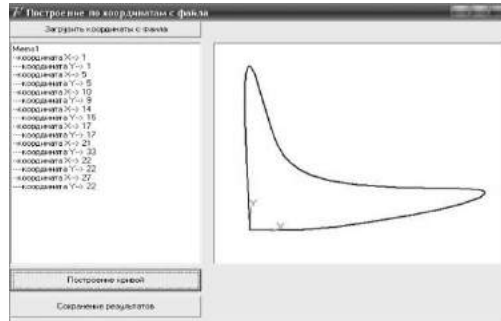 Построение по координатам с файла
Загрузить координаты с файла
Memo1
-координата X-> 1
---координата Y-> 1
-координата X-> 5
---координата Y-> 5
-координата X-> 10
---координата Y-> 9
-координата X-> 14
---координата Y-> 15
-координата X-> 17
---координата Y-> 17
-координата X-> 21
---координата Y-> 33
-координата X-> 22
---координата Y-> 22
-координата X-> 27
---координата Y-> 22
Y
X
Построение кривой
Сохранение результатов